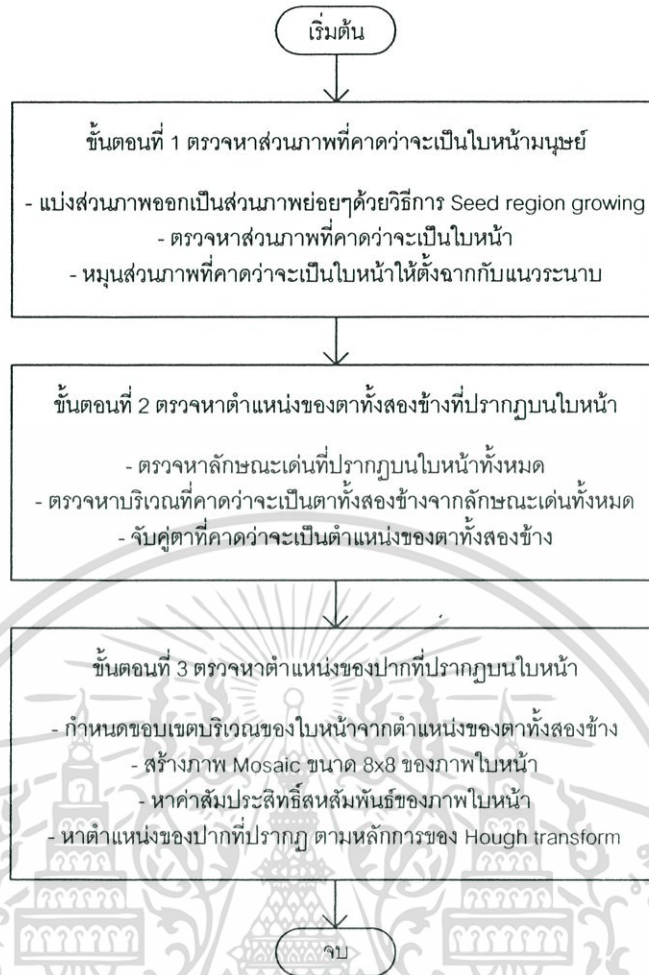 เริ่มต้น
ขั้นตอนที่ 1 ตรวจหาส่วนภาพที่คาดว่าจะเป็นใบหน้ามนุษย์
- แบ่งส่วนภาพออกเป็นส่วนภาพย่อยๆด้วยวิธีการ Seed region growing
- ตรวจหาส่วนภาพที่คาดว่าจะเป็นใบหน้า
- หมุนส่วนภาพที่คาดว่าจะเป็นใบหน้าให้ตั้งฉากกับแนวระนาบ
ขั้นตอนที่ 2 ตรวจหาตำแหน่งของตาทั้งสองข้างที่ปรากฏบนใบหน้า
- ตรวจหาลักษณะเด่นที่ปรากฏบนใบหน้าทั้งหมด
- ตรวจหาบริเวณที่คาดว่าจะเป็นตาทั้งสองข้างจากลักษณะเด่นทั้งหมด
- จับคู่ตาที่คาดว่าจะเป็นตำแหน่งของตาทั้งสองข้าง
ขั้นตอนที่ 3 ตรวจหาตำแหน่งของปากที่ปรากฏบนใบหน้า
- กำหนดขอบเขตบริเวณของใบหน้าจากตำแหน่งของตาทั้งสองข้าง
- สร้างภาพ Mosaic ขนาด 8x8 ของภาพใบหน้า
- หาค่าสัมประสิทธิ์สหสัมพันธ์ของภาพใบหน้า
- หาตำแหน่งของปากที่ปรากฏ ตามหลักการของ Hough transform
จบ